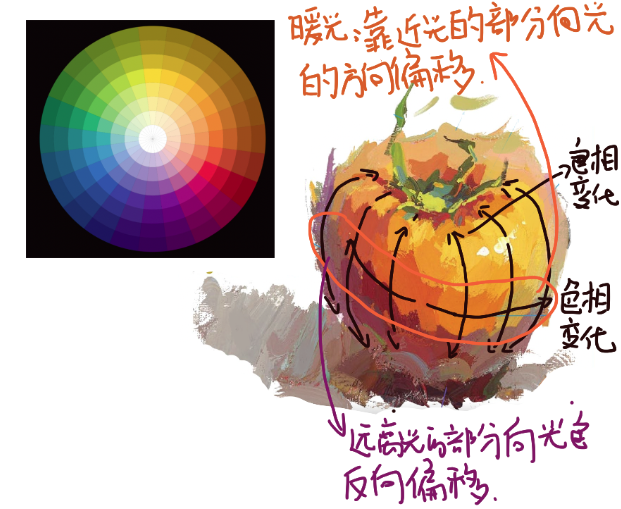 暖光:靠近光的部分向光
的方向偏移.
色相
变化
色相
变化
远离光的部分向光色
反向偏移.